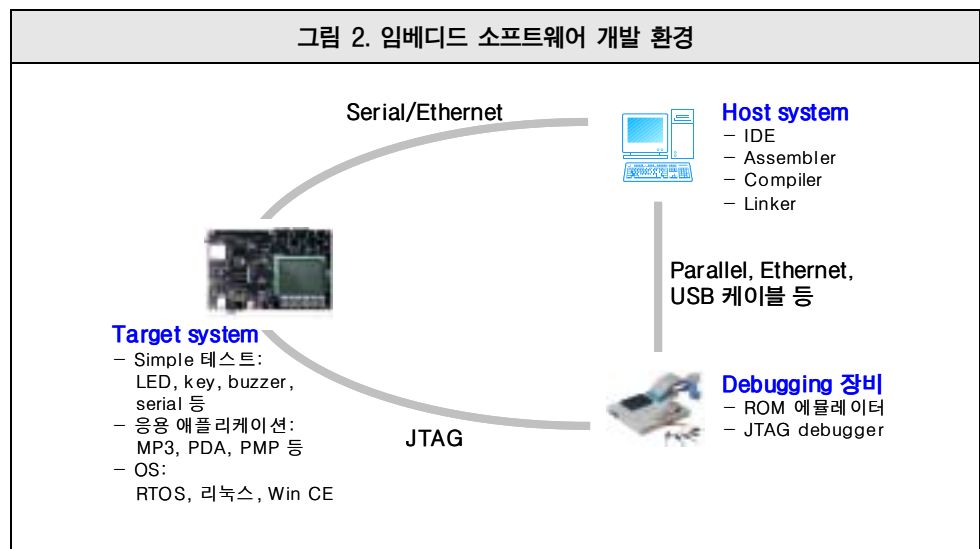 그림 2. 임베디드 소프트웨어 개발 환경
Serial/Ethernet
Host system
- IDE
- Assembler
- Compiler
- Linker
Parallel, Ethernet,
USB 케이블 등
Target system
- Simple 테스트:
LED, key, buzzer,
serial 등
- 응용 애플리케이션:
MP3, PDA, PMP 등
- OS:
RTOS, 리눅스, Win CE
JTAG
Debugging 장비
- ROM 에뮬레이터
- JTAG debugger